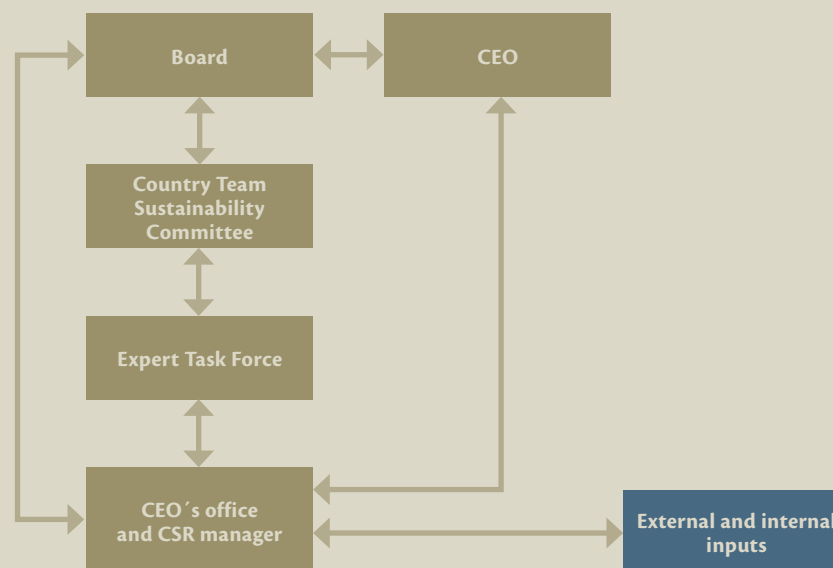 Board
CEO
Country Team
Sustainability
Committee
Expert Task Force
CEO´s office
and CSR manager
External and internal
inputs